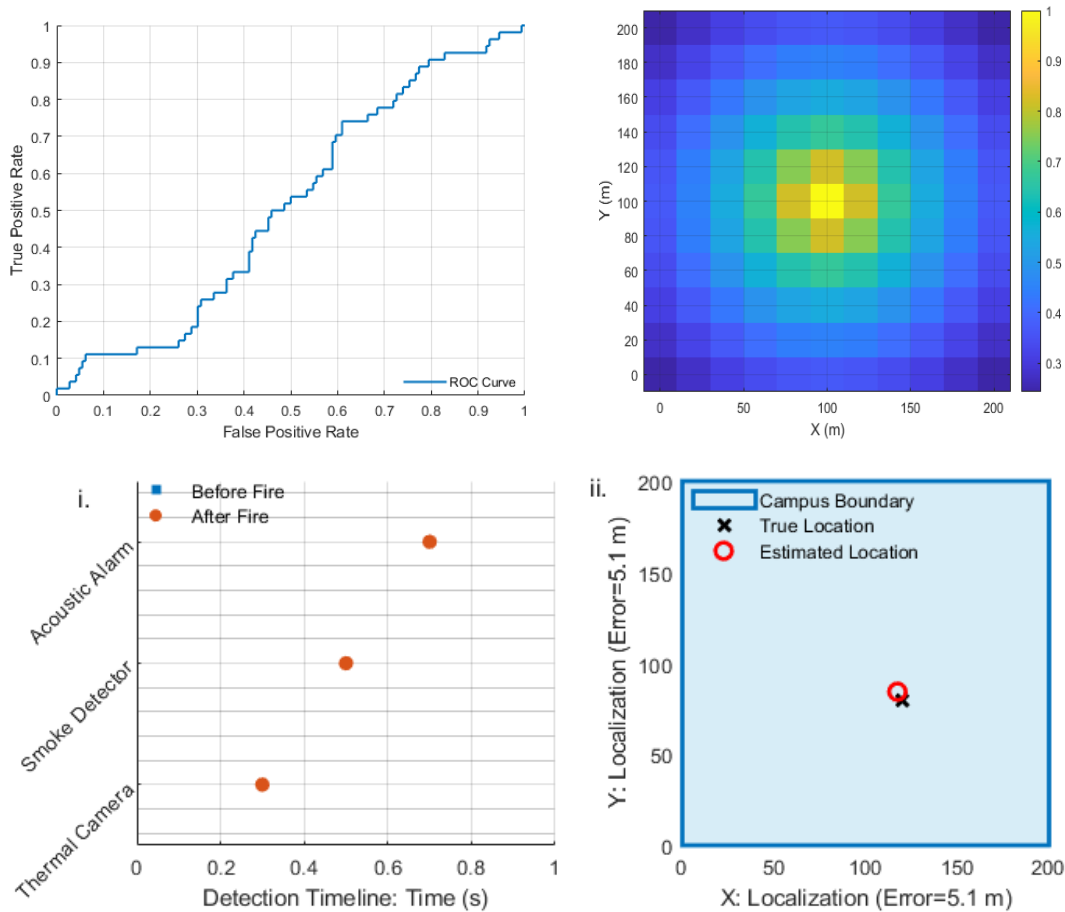 1
0.9
0.8
0.7
0.6
0.5
0.4
0.3
0.2
0.1
0
True Positive Rate
ROC Curve
0 0.1 0.2 0.3 0.4 0.5 0.6 0.7 0.8 0.9 1
False Positive Rate
200
180
160
140
120
100
80
60
40
20
0
Y (m)
0 50 100 150 200
X (m)
1
0.9
0.8
0.7
0.6
0.5
0.4
0.3
i.
Before Fire
After Fire
Acoustic Alarm
Smoke Detector
Thermal Camera
0 0.2 0.4 0.6 0.8 1
Detection Timeline: Time (s)
ii.
200
150
100
50
0
Y: Localization (Error=5.1 m)
Campus Boundary
True Location
Estimated Location
0 50 100 150 200
X: Localization (Error=5.1 m)